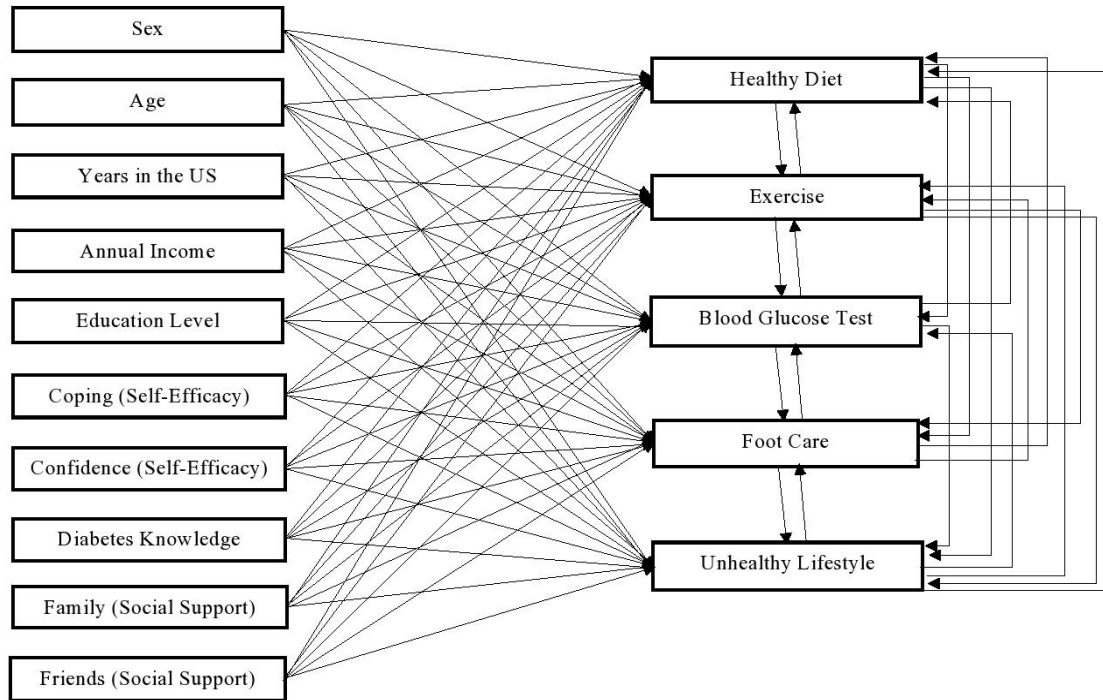 Sex
Age
Years in the US
Annual Income
Education Level
Coping (Self-Efficacy)
Confidence (Self-Efficacy)
Diabetes Knowledge
Family (Social Support)
Friends (Social Support)
Healthy Diet
Exercise
Blood Glucose Test
Foot Care
Unhealthy Lifestyle